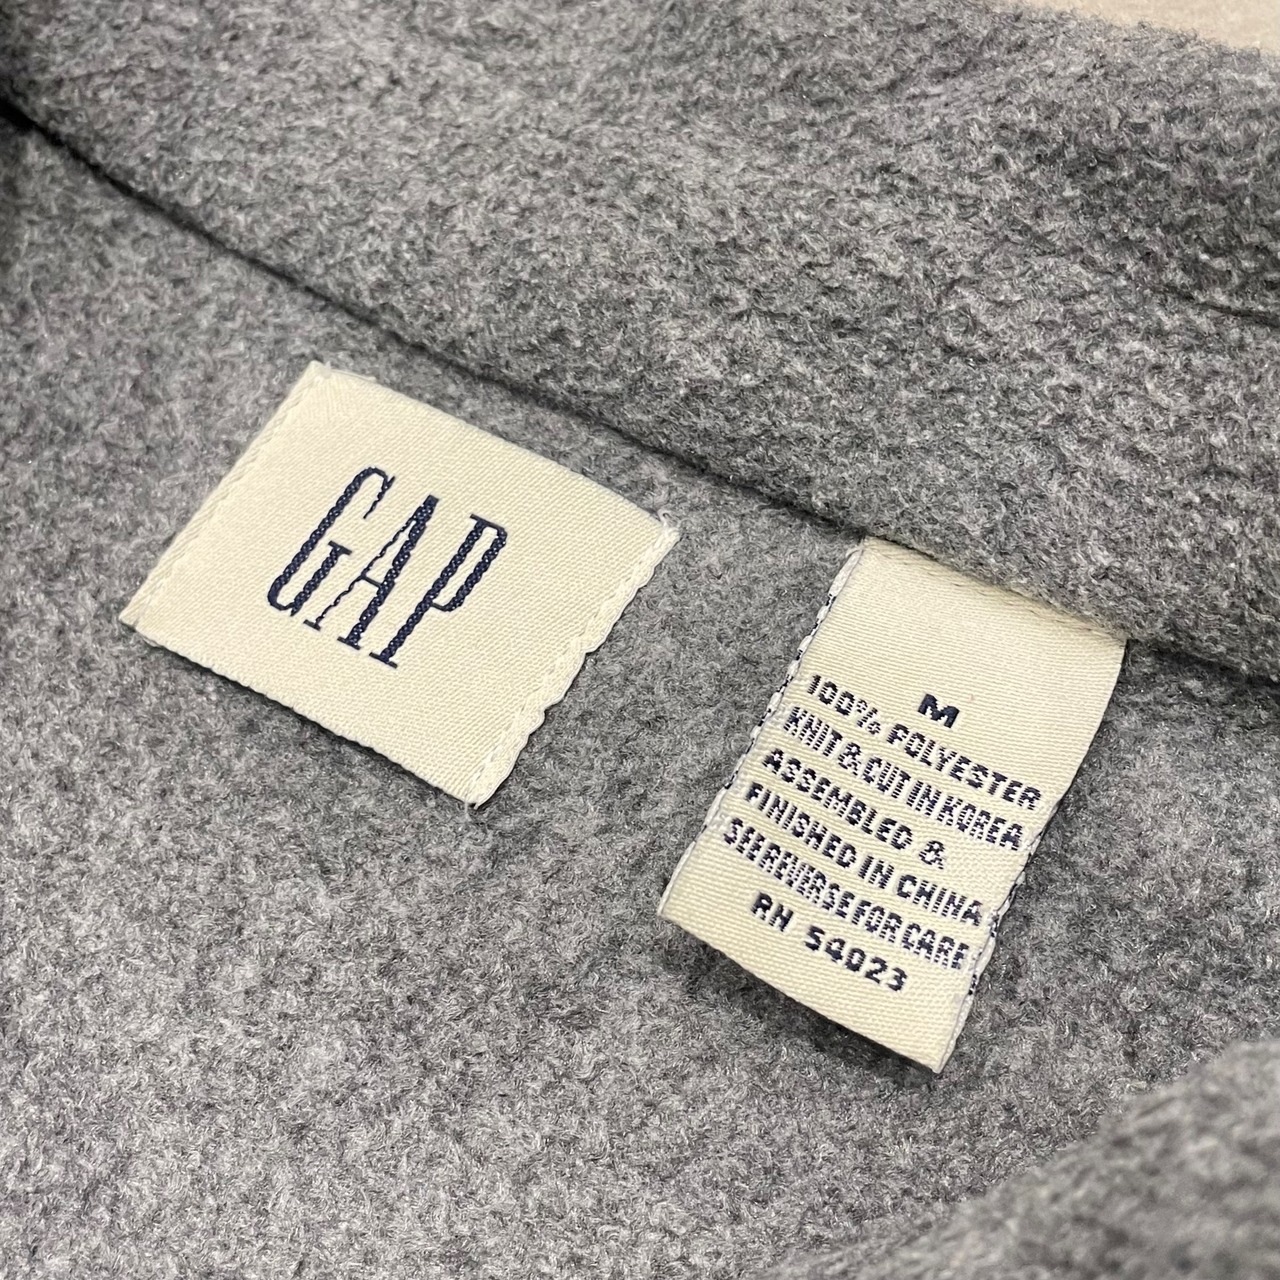 GAP
M
100% POLYESTER
KNIT & CUT IN KOREA
ASSEMBLED &
FINISHED IN CHINA
SEE REVERSE FOR CARE
RN 54023